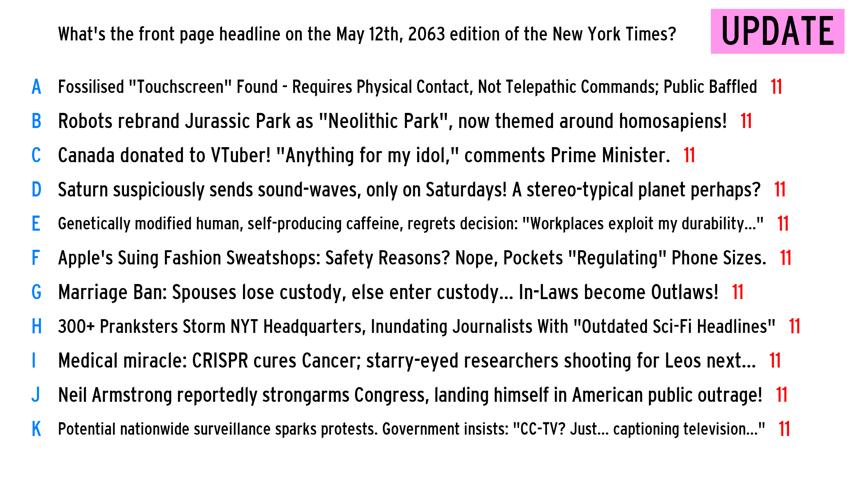 What's the front page headline on the May 12th, 2063 edition of the New York Times?
UPDATE
A Fossilised "Touchscreen" Found - Requires Physical Contact, Not Telepathic Commands; Public Baffled 11
B Robots rebrand Jurassic Park as "Neolithic Park", now themed around homosapiens! 11
C Canada donated to VTuber! "Anything for my idol," comments Prime Minister. 11
D Saturn suspiciously sends sound-waves, only on Saturdays! A stereo-typical planet perhaps? 11
E Genetically modified human, self-producing caffeine, regrets decision: "Workplaces exploit my durability..." 11
F Apple's Suing Fashion Sweatshops: Safety Reasons? Nope, Pockets "Regulating" Phone Sizes. 11
G Marriage Ban: Spouses lose custody, else enter custody... In-Laws become Outlaws! 11
H 300+ Pranksters Storm NYT Headquarters, Inundating Journalists With "Outdated Sci-Fi Headlines" 11
I Medical miracle: CRISPR cures Cancer; starry-eyed researchers shooting for Leos next... 11
J Neil Armstrong reportedly strongarms Congress, landing himself in American public outrage! 11
K Potential nationwide surveillance sparks protests. Government insists: "CC-TV? Just... captioning television..." 11